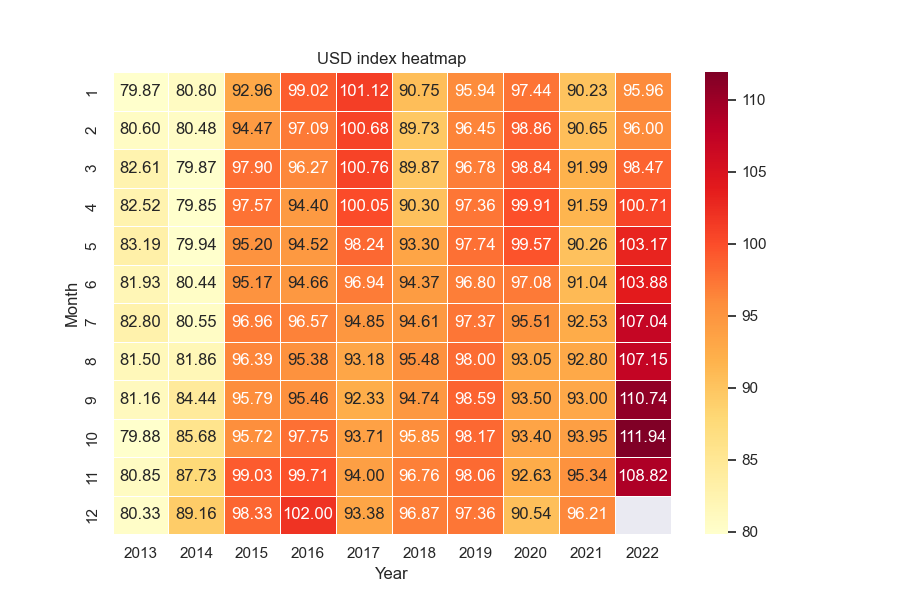 USD index heatmap
1 79.87 80.80 92.96 99.02 101.12 90.75 95.94 97.44 90.23 95.96
2 80.60 80.48 94.47 97.09 100.68 89.73 96.45 98.86 90.65 96.00
3 82.61 79.87 97.90 96.27 100.76 89.87 96.78 98.84 91.99 98.47
4 82.52 79.85 97.57 94.40 100.05 90.30 97.36 99.91 91.59 100.71
5 83.19 79.94 95.20 94.52 98.24 93.30 97.74 99.57 90.26 103.17
6 81.93 80.44 95.17 94.66 96.94 94.37 96.80 97.08 91.04 103.88
7 82.80 80.55 96.96 96.57 94.85 94.61 97.37 95.51 92.53 107.04
8 81.50 81.86 96.39 95.38 93.18 95.48 98.00 93.05 92.80 107.15
9 81.16 84.44 95.79 95.46 92.33 94.74 98.59 93.50 93.00 110.74
10 79.88 85.68 95.72 97.75 93.71 95.85 98.17 93.40 93.95 111.94
11 80.85 87.73 99.03 99.71 94.00 96.76 98.06 92.63 95.34 108.82
12 80.33 89.16 98.33 102.00 93.38 96.87 97.36 90.54 96.21
Month
2013 2014 2015 2016 2017 2018 2019 2020 2021 2022
Year
110
105
100
95
90
85
80